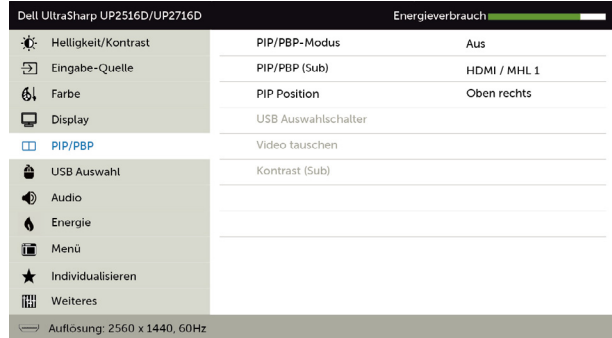 Dell UltraSharp UP2516D/UP2716D Energieverbrauch
Helligkeit/Kontrast PIP/PBP-Modus Aus
Eingabe-Quelle PIP/PBP (Sub) HDMI / MHL 1
Farbe PIP Position Oben rechts
Display USB Auswahlschalter
PIP/PBP Video tauschen
USB Auswahl Kontrast (Sub)
Audio
Energie
Menü
Individualisieren
Weiteres
Auflösung: 2560 x 1440, 60Hz